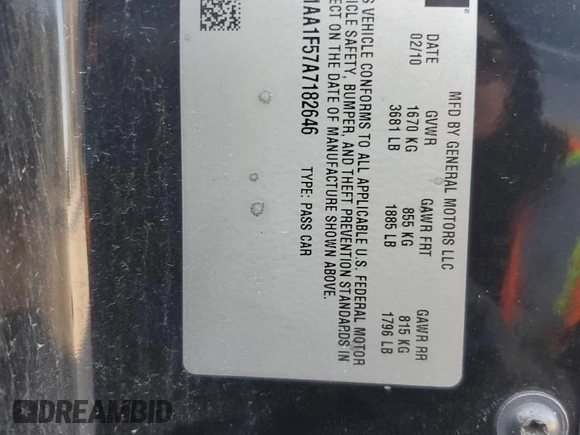 MFD BY GENERAL MOTORS LLC
DATE GVWR GAWR FRT GAWR RR
02/10 1670 KG 855 KG 815 KG
3681 LB 1885 LB 1796 LB
VEHICLE CONFORMS TO ALL APPLICABLE U.S. FEDERAL MOTOR
VEHICLE SAFETY, BUMPER, AND THEFT PREVENTION STANDARDS IN
ON THE DATE OF MANUFACTURE SHOWN ABOVE.
1AA1F57A7182646 TYPE: PASS CAR
DREAMBID